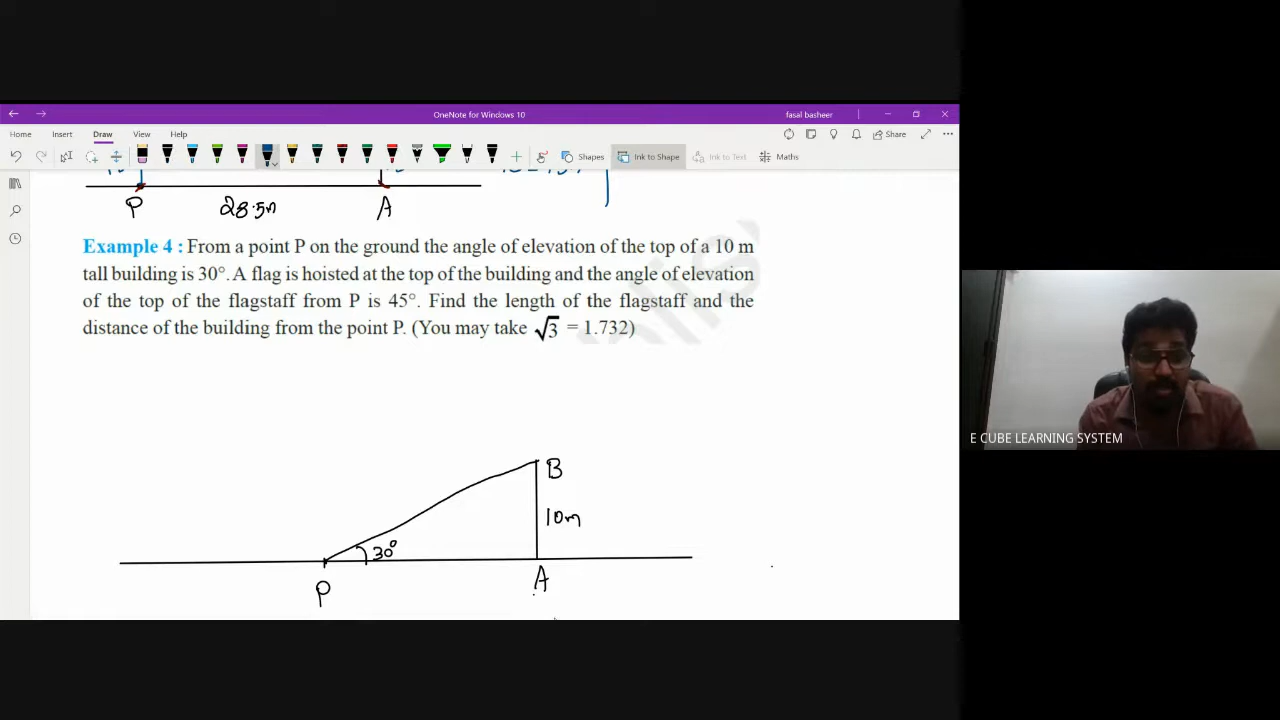 OneNote for Windows 10
fasal basheer
Home Insert Draw View Help
Share
Shapes
Ink to Shape
Ink to Text
Maths
P 28.5m A
Example 4 : From a point P on the ground the angle of elevation of the top of a 10 m
tall building is 30°. A flag is hoisted at the top of the building and the angle of elevation
of the top of the flagstaff from P is 45°. Find the length of the flagstaff and the
distance of the building from the point P. (You may take √3 = 1.732)
B
10m
30°
P A
E CUBE LEARNING SYSTEM